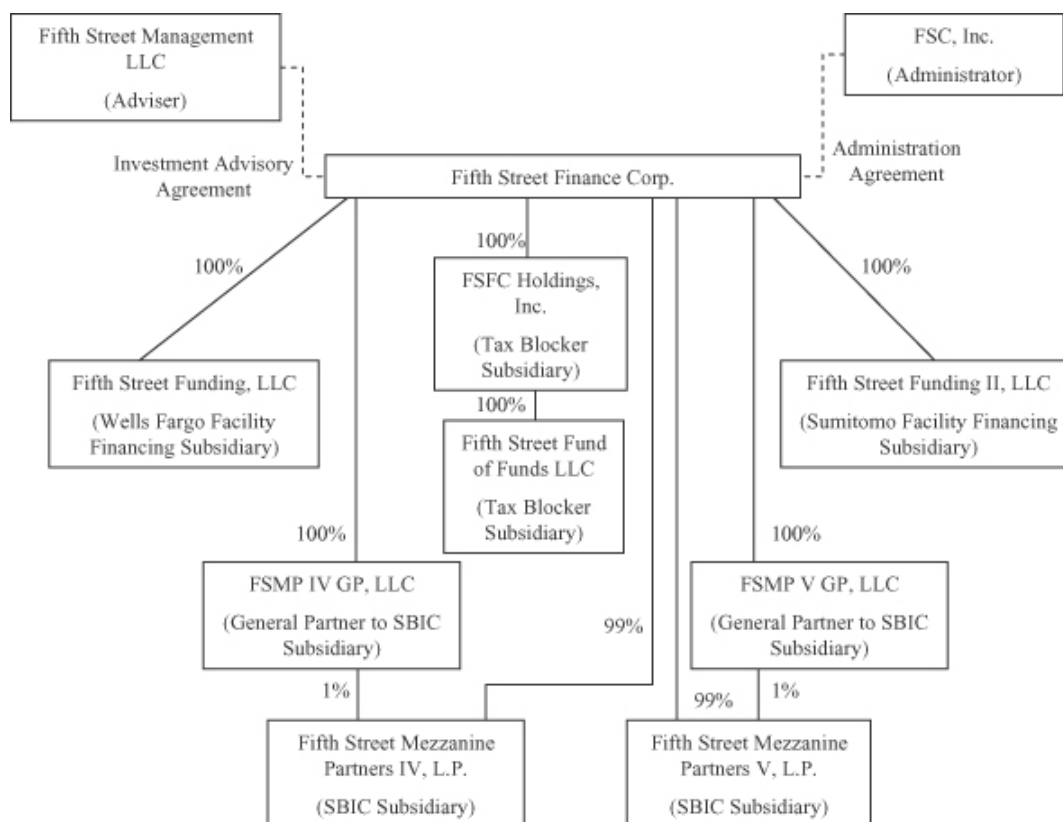 Fifth Street Management
LLC
(Adviser)
FSC, Inc.
(Administrator)
Investment Advisory
Agreement
Administration
Agreement
Fifth Street Finance Corp.
100%
100%
100%
FSFC Holdings,
Inc.
(Tax Blocker
Subsidiary)
Fifth Street Funding, LLC
(Wells Fargo Facility
Financing Subsidiary)
100%
Fifth Street Funding II, LLC
(Sumitomo Facility Financing
Subsidiary)
Fifth Street Fund
of Funds LLC
(Tax Blocker
Subsidiary)
100%
100%
FSMP IV GP, LLC
(General Partner to SBIC
Subsidiary)
99%
FSMP V GP, LLC
(General Partner to SBIC
Subsidiary)
1%
99%
1%
Fifth Street Mezzanine
Partners IV, L.P.
(SBIC Subsidiary)
Fifth Street Mezzanine
Partners V, L.P.
(SBIC Subsidiary)